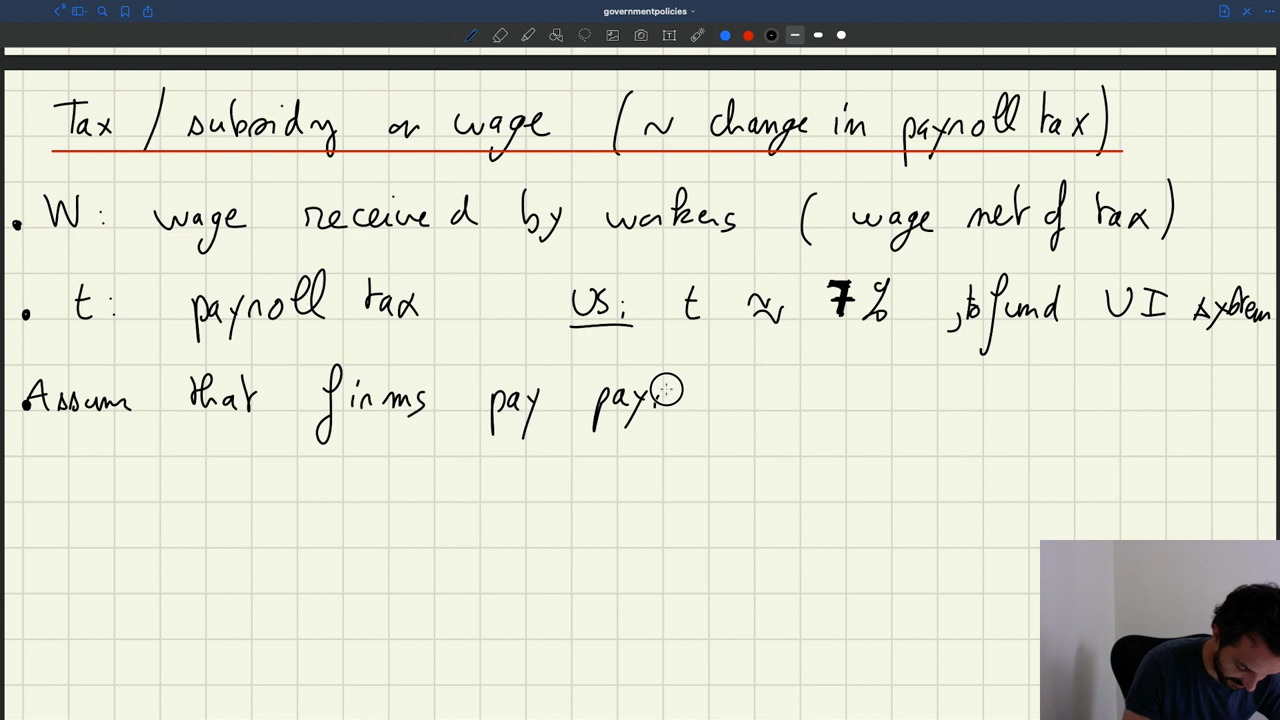 governmentpolicies
Tax / subsidy on wage (~ change in payroll tax)
• W: wage received by workers (wage net of tax)
• t: payroll tax US: t ≈ 7% , to fund UI system
• Assum that firms pay pay